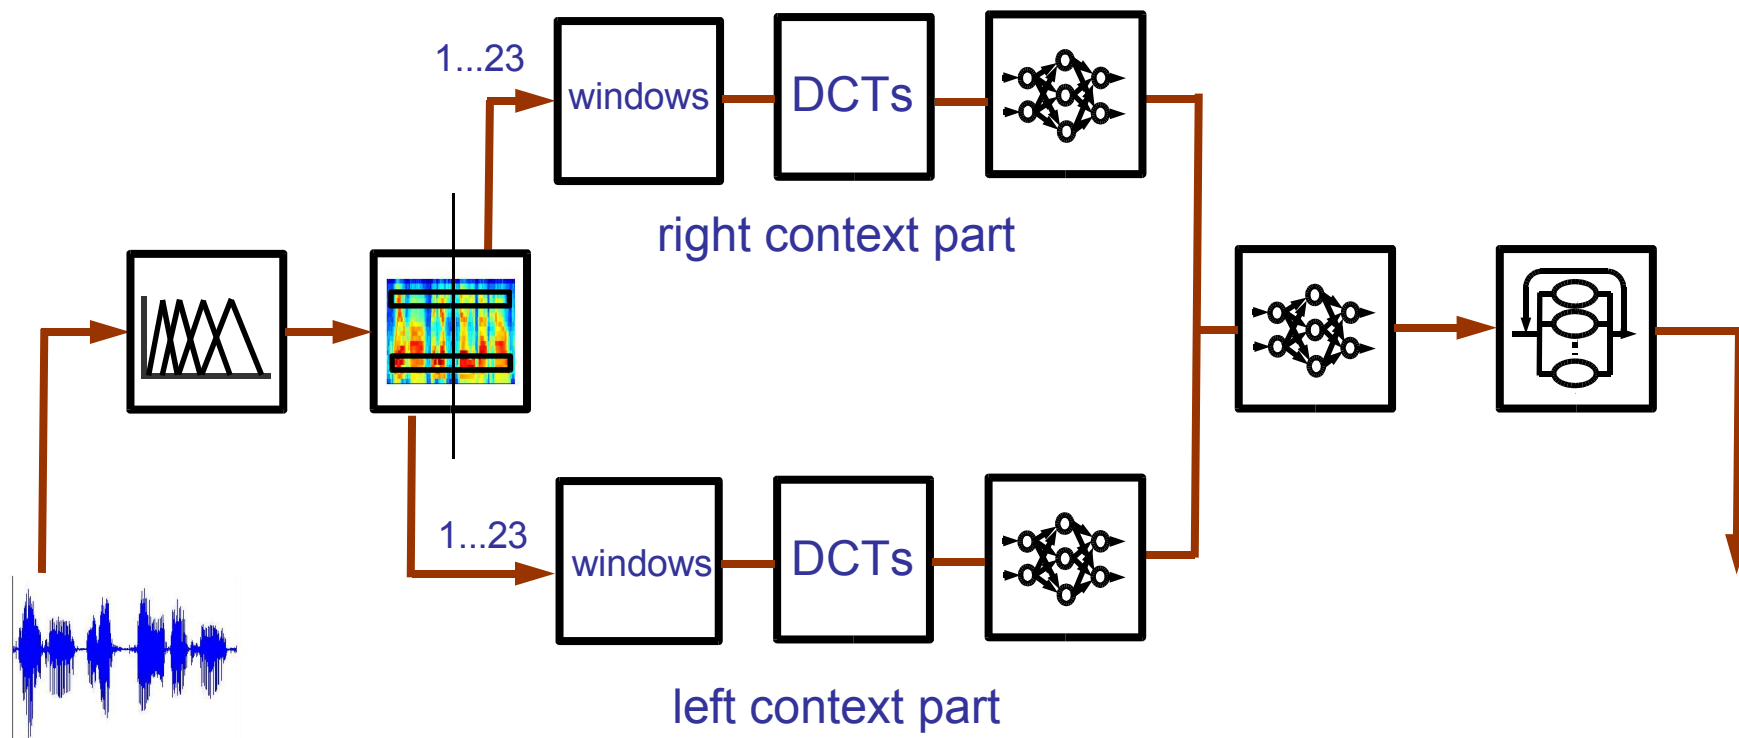 1...23
windows
DCTs
right context part
1...23
windows
DCTs
left context part